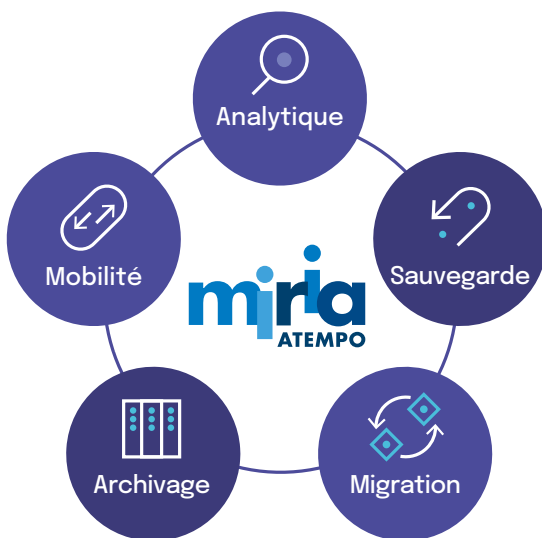 Analytique
Mobilité
Sauvegarde
miria
ATEMPO
Archivage
Migration